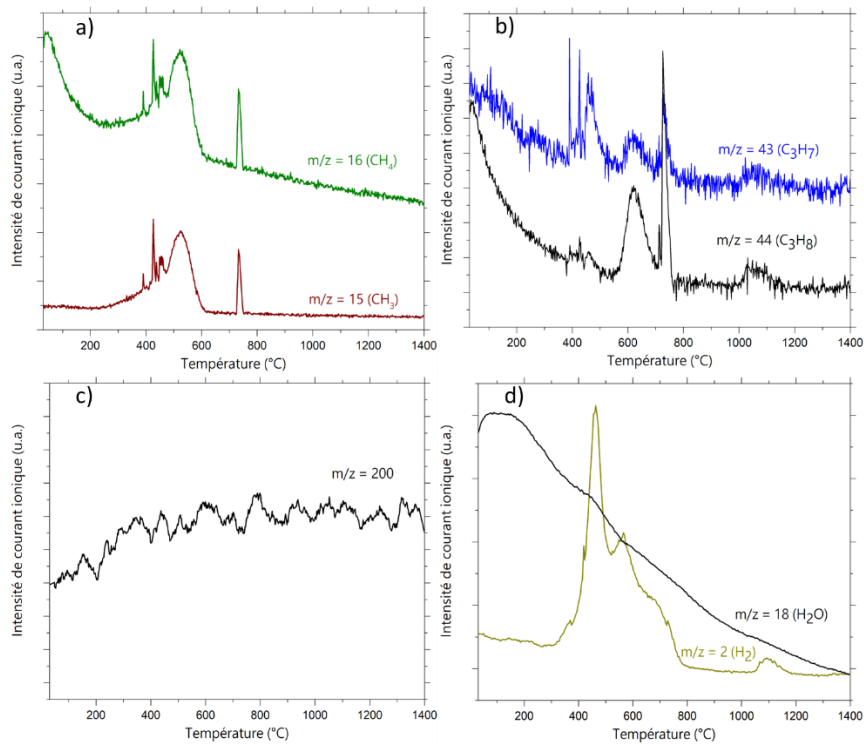 a)
Intensité de courant ionique (u.a.)
m/z = 16 (CH₄)
m/z = 15 (CH₃)
200 400 600 800 1000 1200 1400
Température (°C)
b)
Intensité de courant ionique (u.a.)
m/z = 43 (C₃H₇)
m/z = 44 (C₃H₈)
200 400 600 800 1000 1200 1400
Température (°C)
c)
Intensité de courant ionique (u.a.)
m/z = 200
200 400 600 800 1000 1200 1400
Température (°C)
d)
Intensité de courant ionique (u.a.)
m/z = 18 (H₂O)
m/z = 2 (H₂)
200 400 600 800 1000 1200 1400
Température (°C)